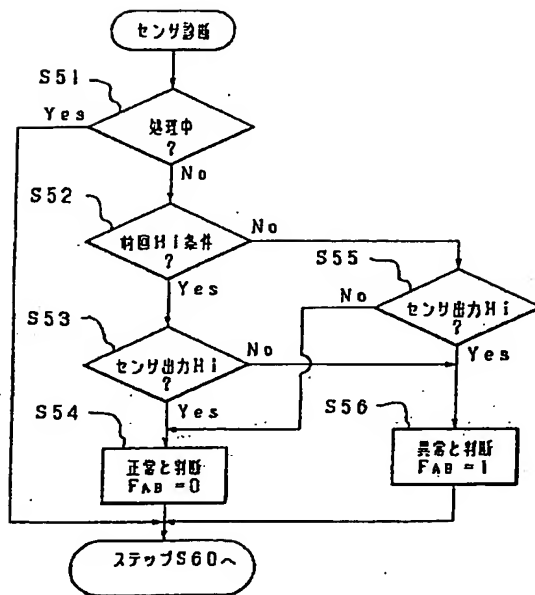 センサ診断
S51
Yes
処理中
?
No
S52
前回Hi条件
?
No
Yes
S55
No
センサ出力Hi
?
Yes
S53
センサ出力Hi
?
No
Yes
S54
正常と判断
FAB=0
S56
異常と判断
FAB=1
ステップS60へ